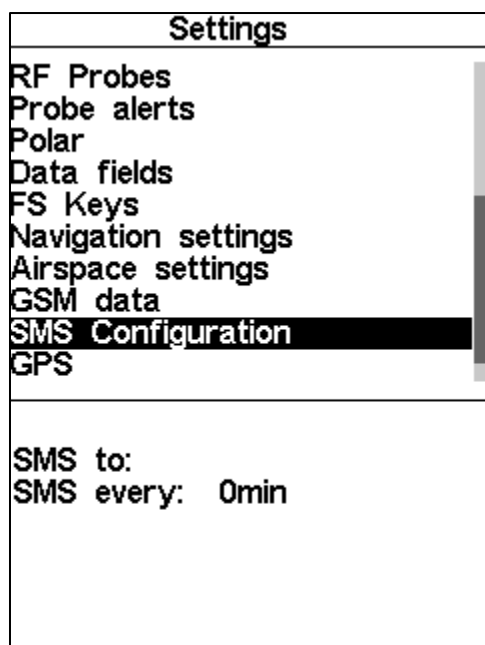 Settings
RF Probes
Probe alerts
Polar
Data fields
FS Keys
Navigation settings
Airspace settings
GSM data
SMS Configuration
GPS
SMS to:
SMS every: 0min